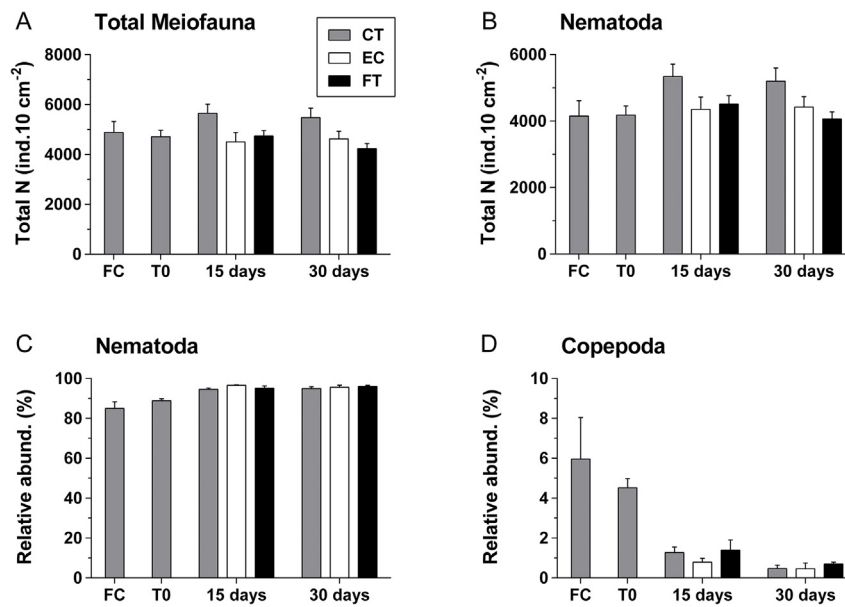 A Total Meiofauna
CT
EC
FT
Total N (ind.10 cm-2)
8000
6000
4000
2000
0
FC T0 15 days 30 days
B Nematoda
Total N (ind.10 cm-2)
6000
4000
2000
0
FC T0 15 days 30 days
C Nematoda
Relative abund. (%)
100
80
60
40
20
0
FC T0 15 days 30 days
D Copepoda
Relative abund. (%)
10
8
6
4
2
0
FC T0 15 days 30 days